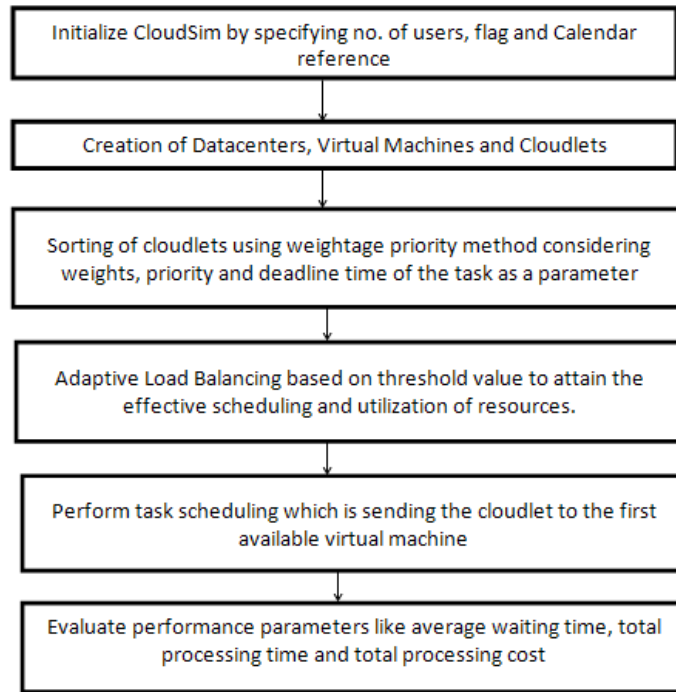 Initialize CloudSim by specifying no. of users, flag and Calendar
reference
Creation of Datacenters, Virtual Machines and Cloudlets
Sorting of cloudlets using weightage priority method considering
weights, priority and deadline time of the task as a parameter
Adaptive Load Balancing based on threshold value to attain the
effective scheduling and utilization of resources.
Perform task scheduling which is sending the cloudlet to the first
available virtual machine
Evaluate performance parameters like average waiting time, total
processing time and total processing cost